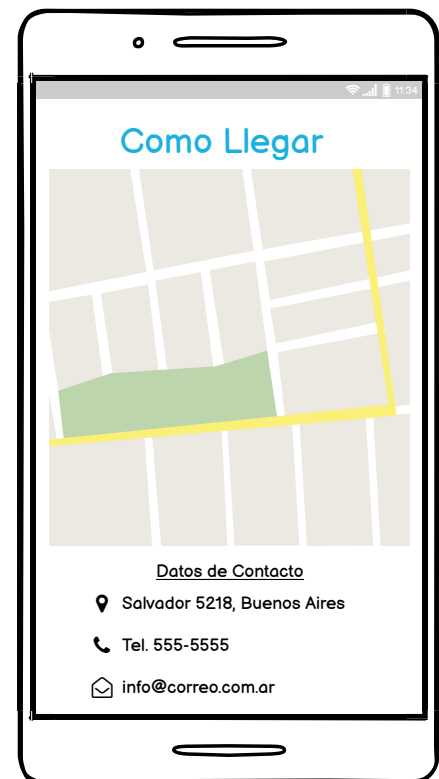 11:34
Como Llegar
Datos de Contacto
Salvador 5218, Buenos Aires
Tel. 555-5555
info@correo.com.ar